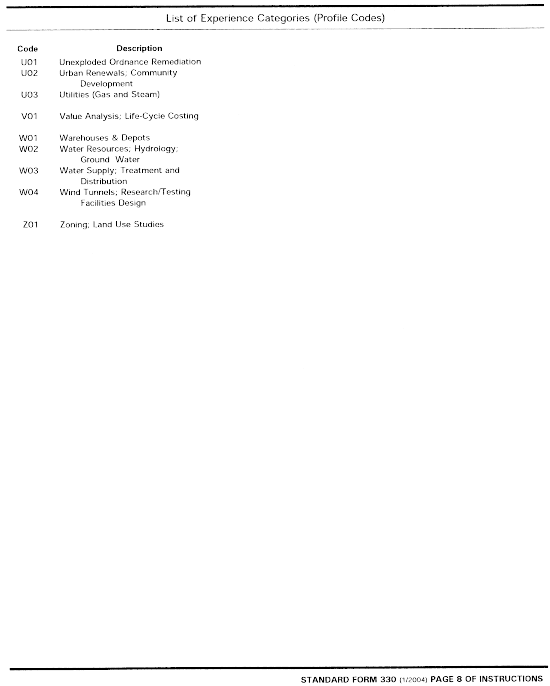 List of Experience Categories (Profile Codes)
Code Description
U01 Unexploded Ordnance Remediation
U02 Urban Renewals; Community
Development
U03 Utilities (Gas and Steam)
V01 Value Analysis; Life-Cycle Costing
W01 Warehouses & Depots
W02 Water Resources; Hydrology;
Ground Water
W03 Water Supply; Treatment and
Distribution
W04 Wind Tunnels; Research/Testing
Facilities Design
Z01 Zoning; Land Use Studies
STANDARD FORM 330 (1/2004) PAGE 8 OF INSTRUCTIONS